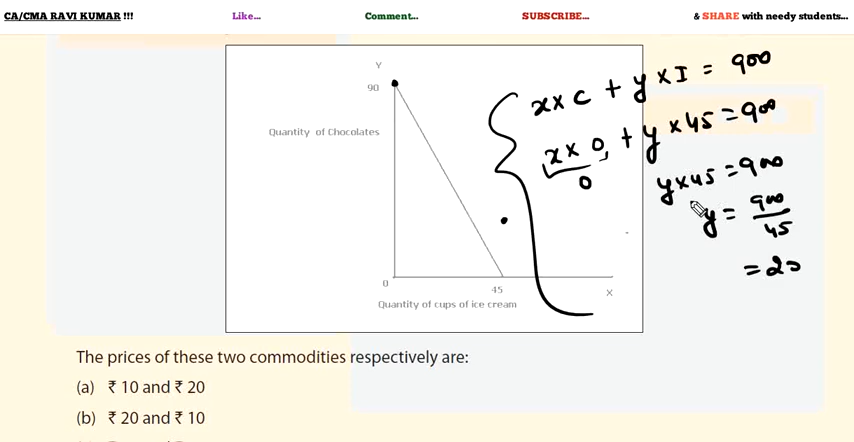 CA/CMA RAVI KUMAR !!! Like... Comment... SUBSCRIBE... & SHARE with needy students...
Y
90
Quantity of Chocolates
0
45
X
Quantity of cups of ice cream
x × C + y × I = 900
x × 0 + y × 45 = 900
0
y × 45 = 900
y = 900/45
= 20
The prices of these two commodities respectively are:
(a) ₹ 10 and ₹ 20
(b) ₹ 20 and ₹ 10